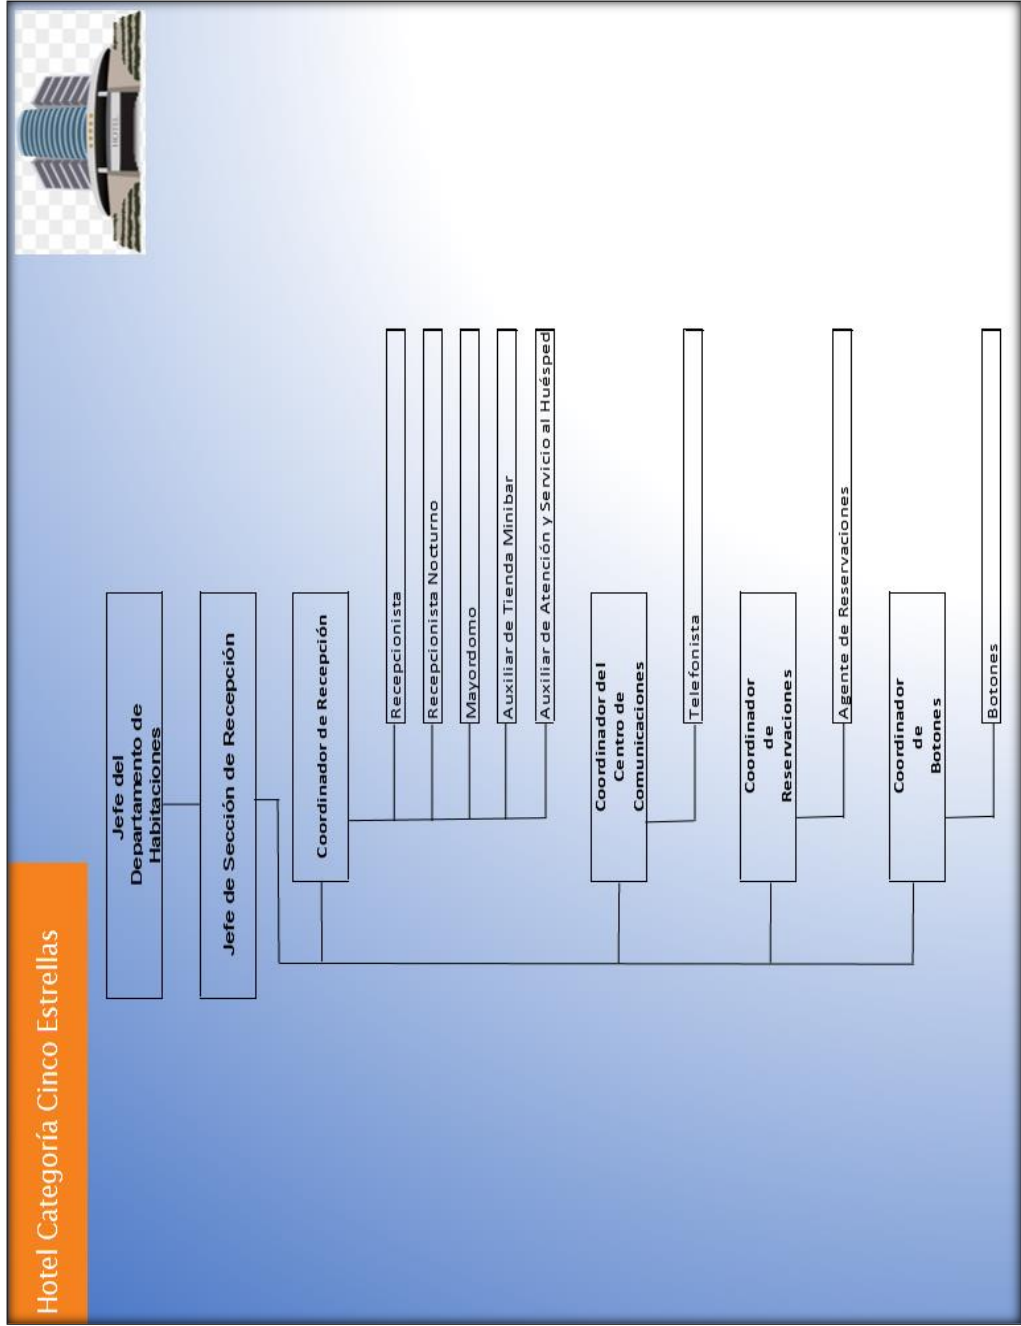 Hotel Categoría Cinco Estrellas
HOTEL
Jefe del
Departamento de
Habitaciones
Jefe de Sección de Recepción
Coordinador de Recepción
Recepcionista
Recepcionista Nocturno
Mayordomo
Auxiliar de Tienda Minibar
Auxiliar de Atención y Servicio al Huésped
Coordinador del
Centro de
Comunicaciones
Telefonista
Coordinador
de
Reservaciones
Agente de Reservaciones
Coordinador
de
Botones
Botones